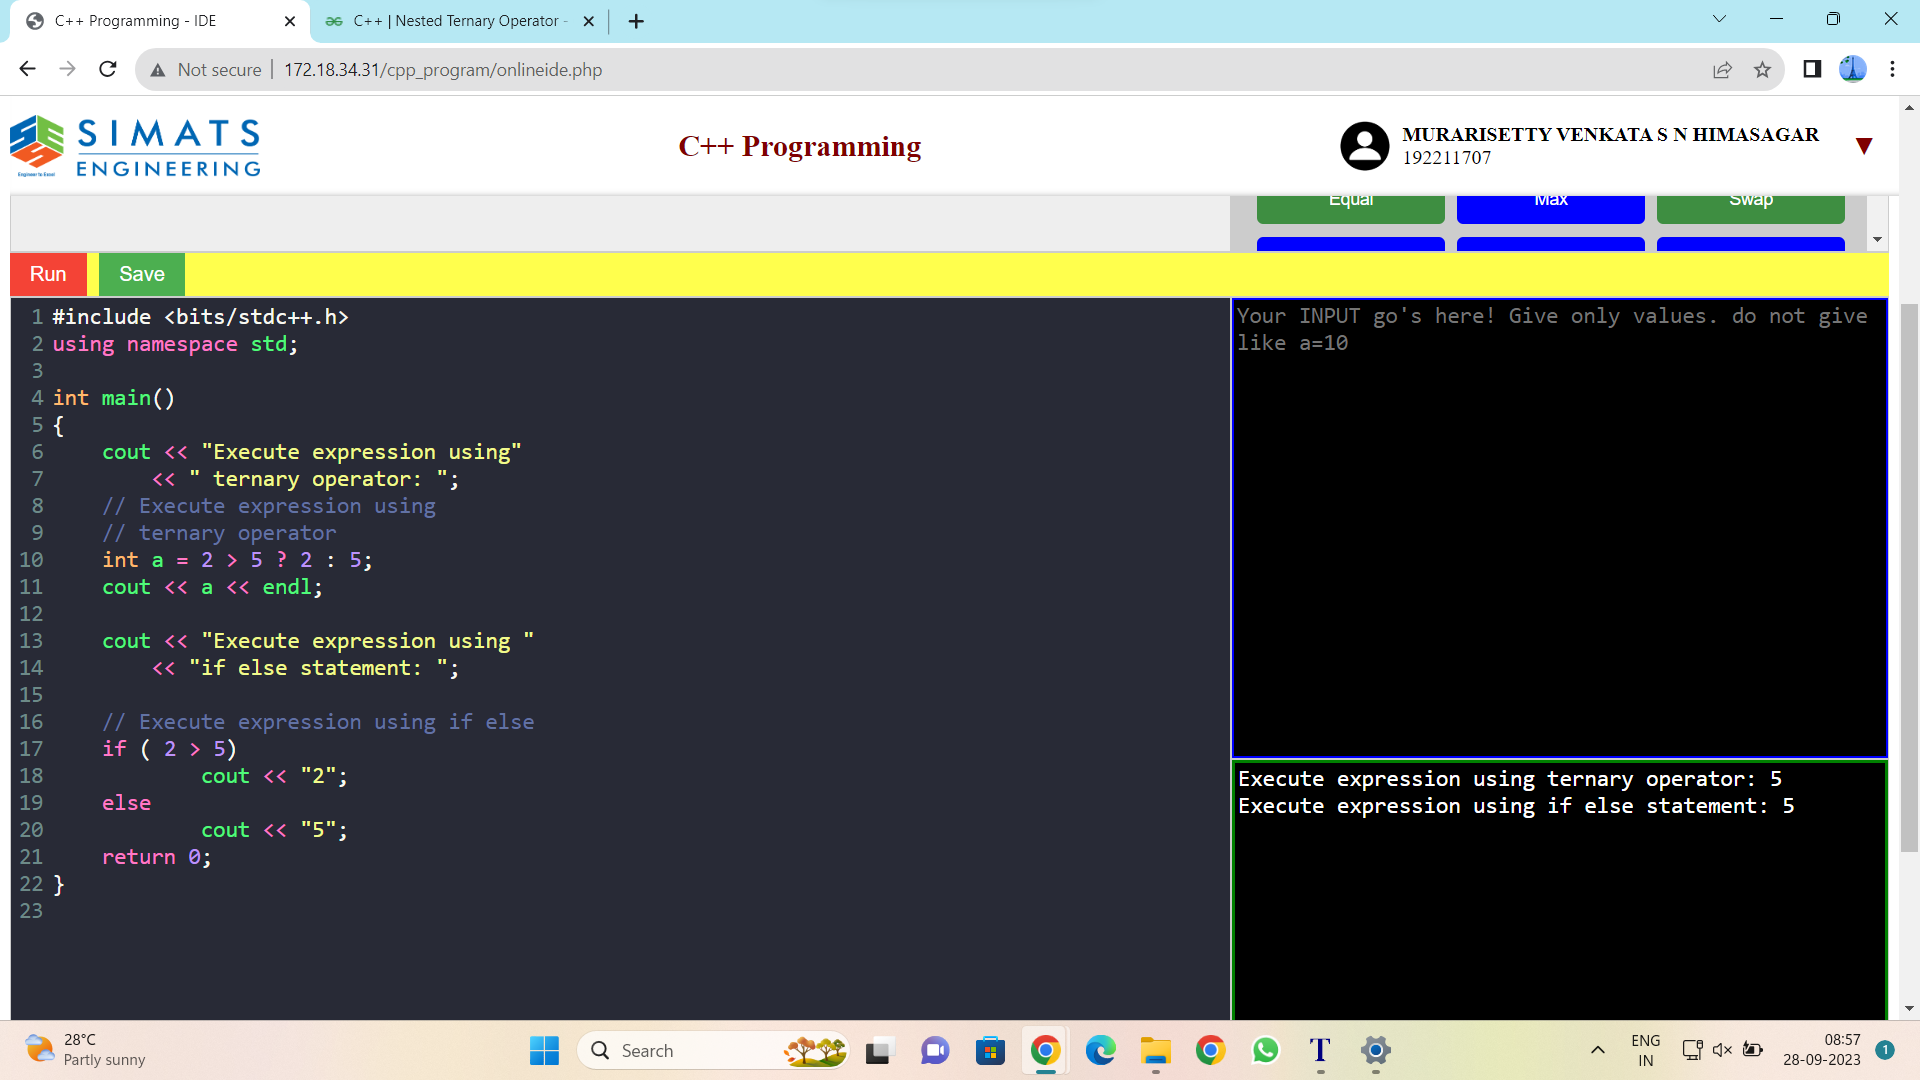 C++ Programming - IDE
C++ | Nested Ternary Operator -
Not secure
172.18.34.31/cpp_program/onlineide.php
SIMATS
ENGINEERING
Engineer to Excel
C++ Programming
MURARISETTY VENKATA S N HIMASAGAR
192211707
Equal
Max
Swap
Run
Save
1 #include <bits/stdc++.h>
2 using namespace std;
3
4 int main()
5 {
6     cout << "Execute expression using"
7         << " ternary operator: ";
8     // Execute expression using
9     // ternary operator
10     int a = 2 > 5 ? 2 : 5;
11     cout << a << endl;
12
13     cout << "Execute expression using "
14         << "if else statement: ";
15
16     // Execute expression using if else
17     if ( 2 > 5)
18             cout << "2";
19     else
20             cout << "5";
21     return 0;
22 }
23
Your INPUT go's here! Give only values. do not give
like a=10
Execute expression using ternary operator: 5
Execute expression using if else statement: 5
28°C
Partly sunny
Search
T
ENG
IN
08:57
28-09-2023
1